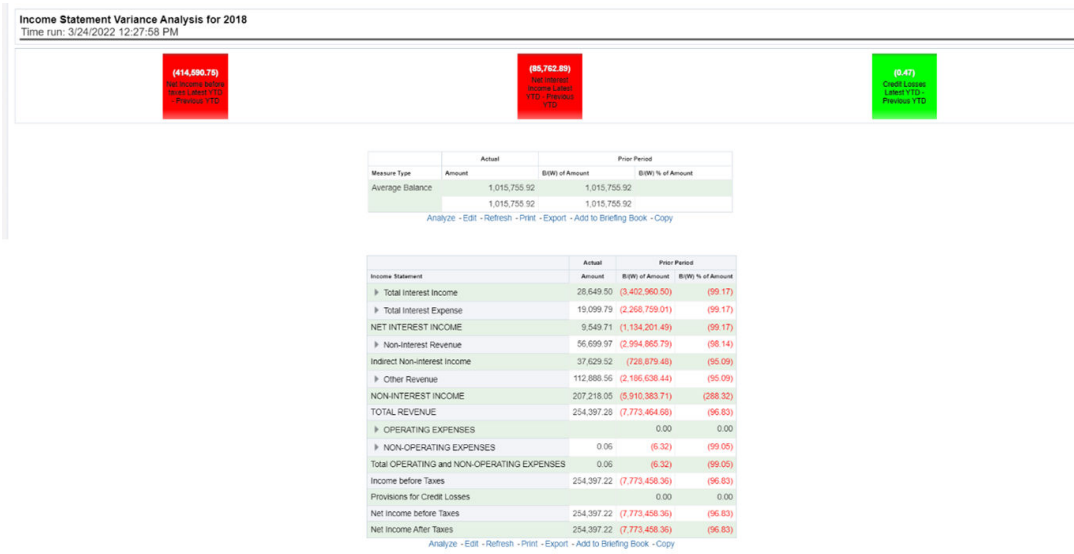 Income Statement Variance Analysis for 2018
Time run: 3/24/2022 12:27:58 PM
(414,590.75)
Net Income before
taxes Latest YTD
- Previous YTD
(85,762.89)
Net Interest
Income Latest
YTD - Previous
YTD
(0.47)
Credit Losses
Latest YTD -
Previous YTD
Actual Prior Period
Measure Type Amount B/(W) of Amount B/(W) % of Amount
Average Balance 1,015,755.92 1,015,755.92
1,015,755.92 1,015,755.92
Analyze - Edit - Refresh - Print - Export - Add to Briefing Book - Copy
Actual Prior Period
Income Statement Amount B/(W) of Amount B/(W) % of Amount
Total Interest Income 28,649.50 (3,402,960.50) (99.17)
Total Interest Expense 19,099.79 (2,268,759.01) (99.17)
NET INTEREST INCOME 9,549.71 (1,134,201.49) (99.17)
Non-Interest Revenue 56,699.97 (2,994,865.79) (98.14)
Indirect Non-interest Income 37,629.52 (728,879.48) (95.09)
Other Revenue 112,888.56 (2,186,638.44) (95.09)
NON-INTEREST INCOME 207,218.05 (5,910,383.71) (288.32)
TOTAL REVENUE 254,397.28 (7,773,464.68) (96.83)
OPERATING EXPENSES 0.00 0.00
NON-OPERATING EXPENSES 0.06 (6.32) (99.05)
Total OPERATING and NON-OPERATING EXPENSES 0.06 (6.32) (99.05)
Income before Taxes 254,397.22 (7,773,458.36) (96.83)
Provisions for Credit Losses 0.00 0.00
Net Income before Taxes 254,397.22 (7,773,458.36) (96.83)
Net Income After Taxes 254,397.22 (7,773,458.36) (96.83)
Analyze - Edit - Refresh - Print - Export - Add to Briefing Book - Copy